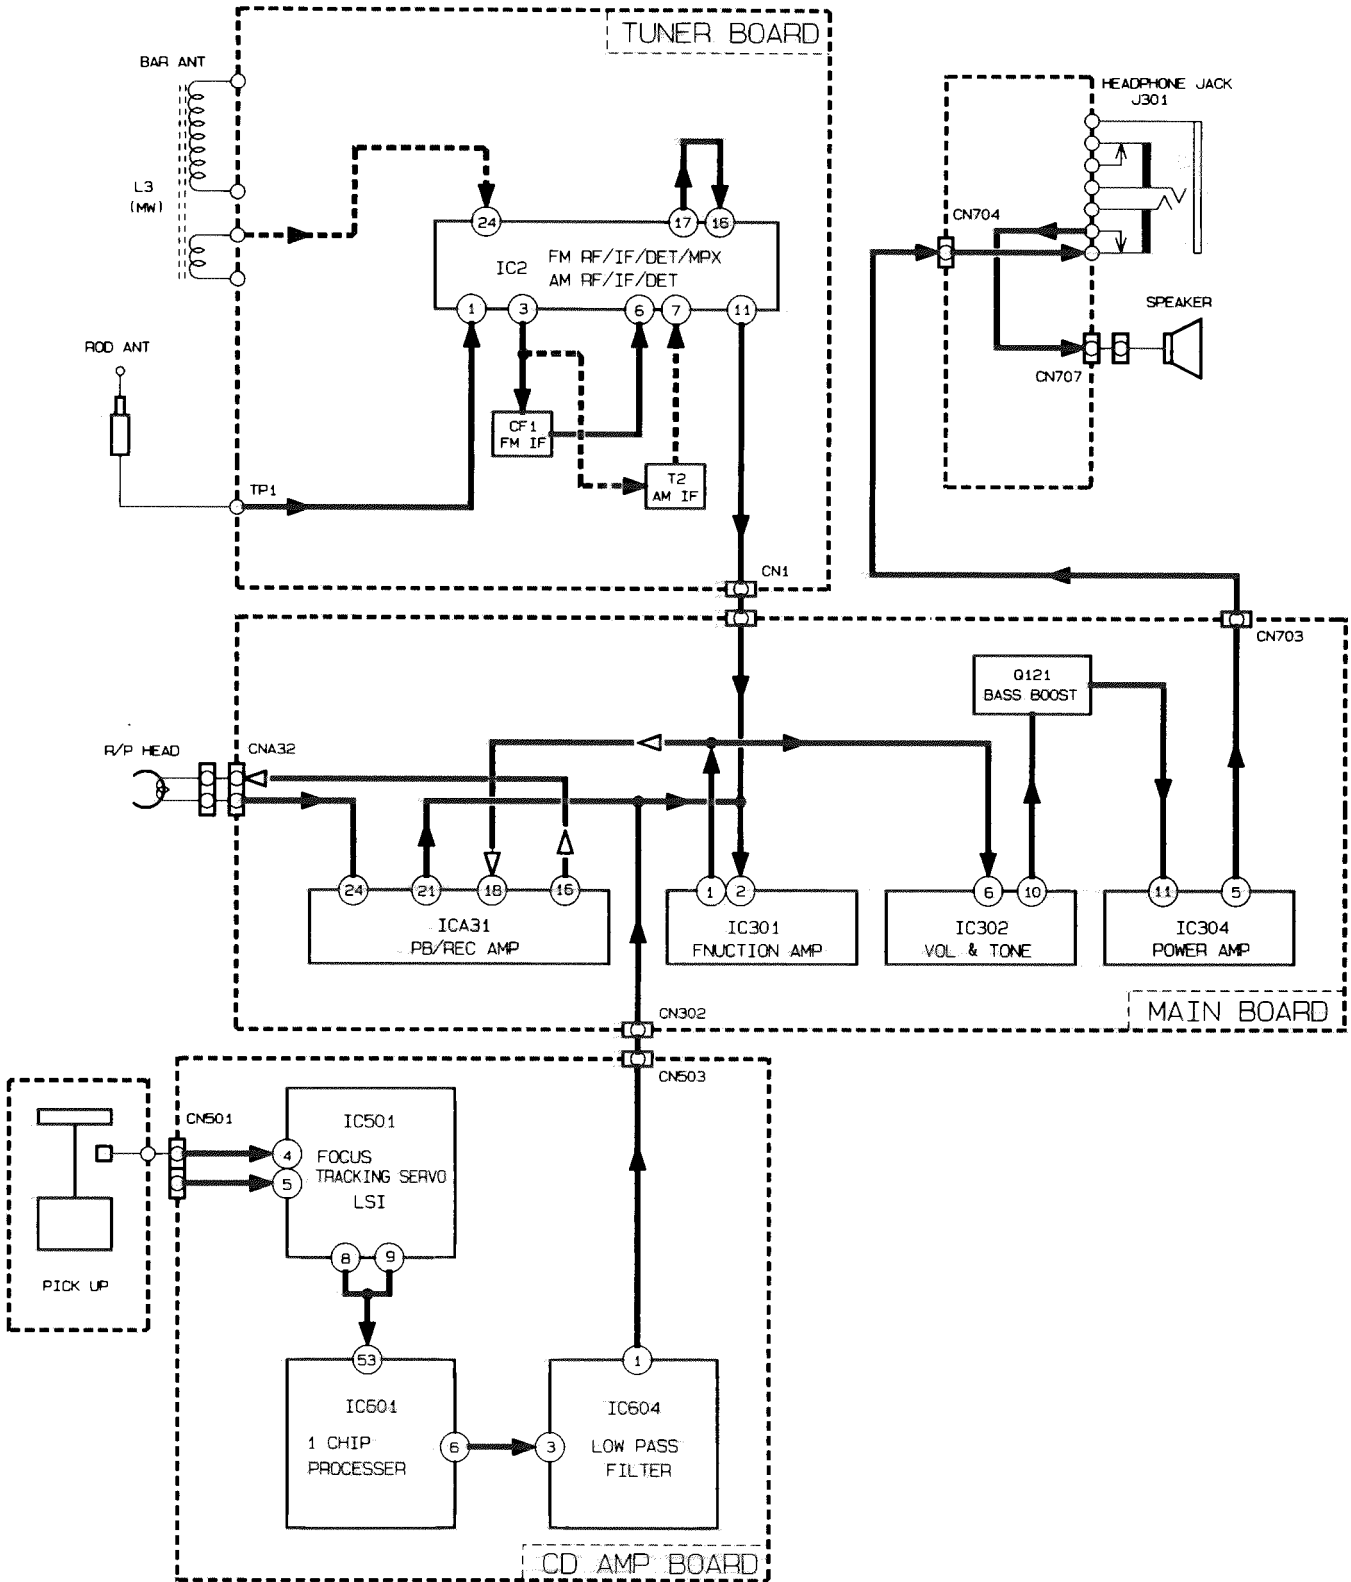 TUNER BOARD
BAR ANT
HEADPHONE JACK
J301
L3
(MW)
24
17
16
CN704
IC2
FM RF/IF/DET/MPX
AM RF/IF/DET
1
3
6
7
11
SPEAKER
ROD ANT
CN707
CF1
FM IF
T2
AM IF
TP1
CN1
CN703
Q121
BASS BOOST
R/P HEAD
CNA32
24
21
18
16
1
2
6
10
11
5
ICA31
PB/REC AMP
IC301
FNUCTION AMP
IC302
VOL & TONE
IC304
POWER AMP
MAIN BOARD
CN302
CN503
CN501
IC501
4
FOCUS
TRACKING SERVO
5
LSI
8
9
PICK UP
53
1
IC601
IC604
1 CHIP
PROCESSER
6
3
LOW PASS
FILTER
CD AMP BOARD